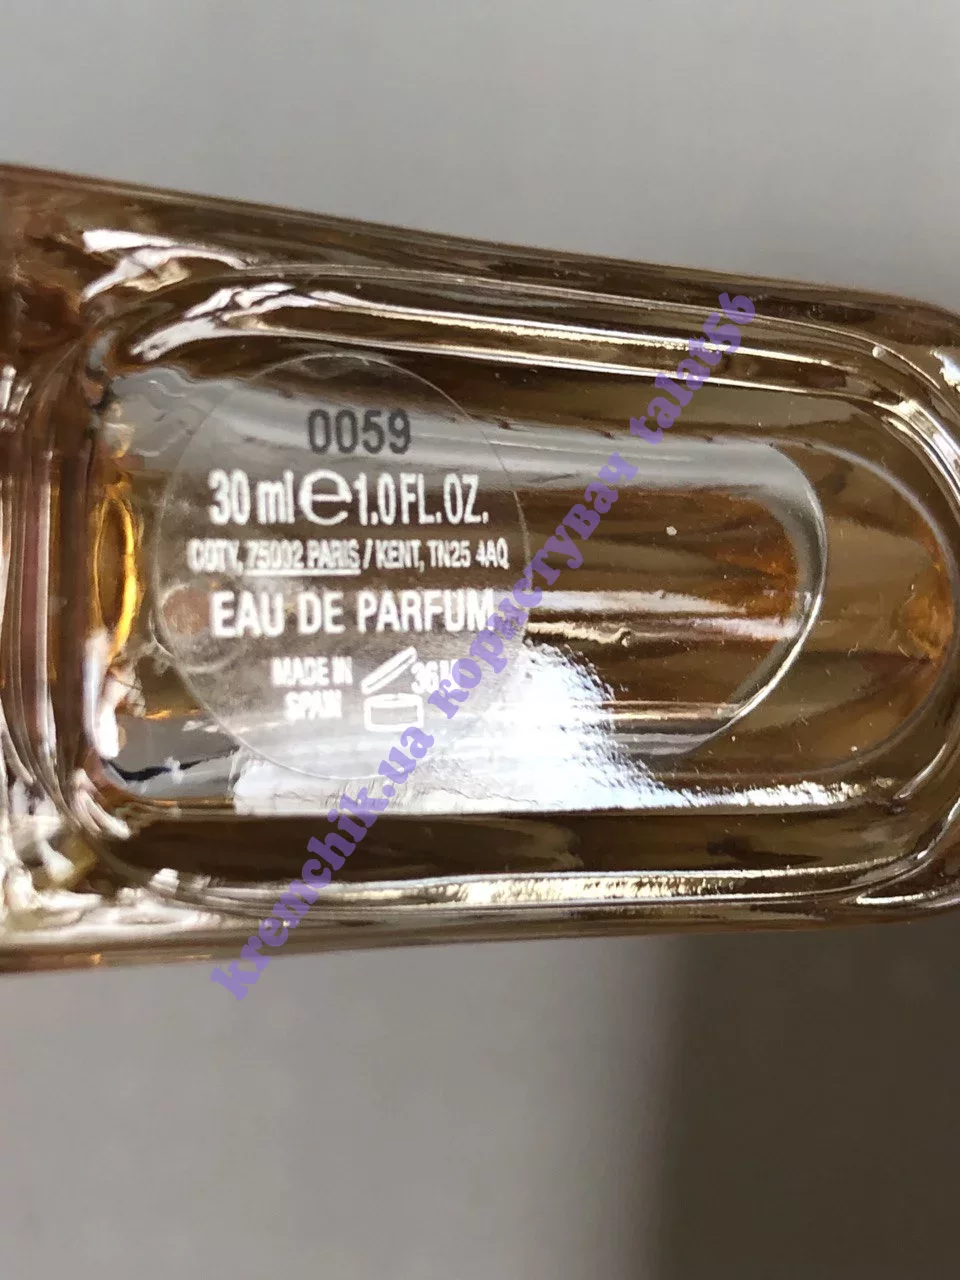 0059
30 ml e 1.0 FL. OZ.
COTY, 75002 PARIS / KENT, TN25 4AQ
EAU DE PARFUM
MADE IN
SPAIN
36M
kremchik.ua користувач talat56